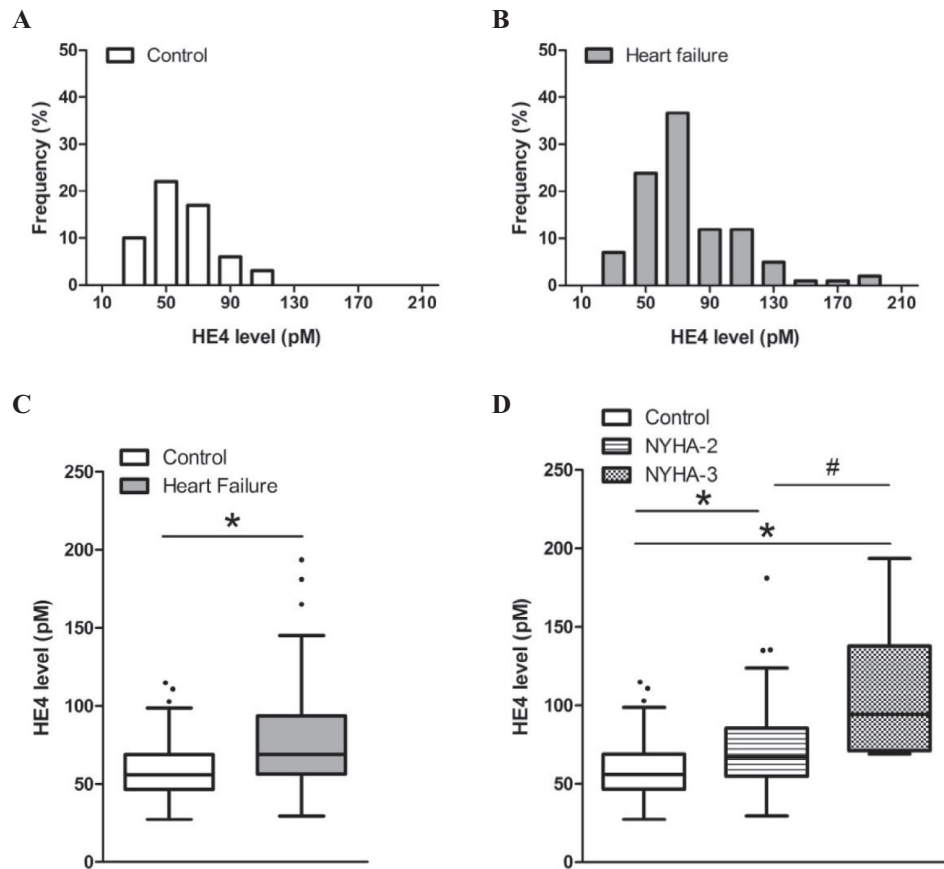 A
Control
Frequency (%)
50
40
30
20
10
0
10 50 90 130 170 210
HE4 level (pM)
B
Heart failure
Frequency (%)
50
40
30
20
10
0
10 50 90 130 170 210
HE4 level (pM)
C
Control
Heart Failure
HE4 level (pM)
250
200
150
100
50
0
*
D
Control
NYHA-2
NYHA-3
HE4 level (pM)
250
200
150
100
50
0
#
*
*